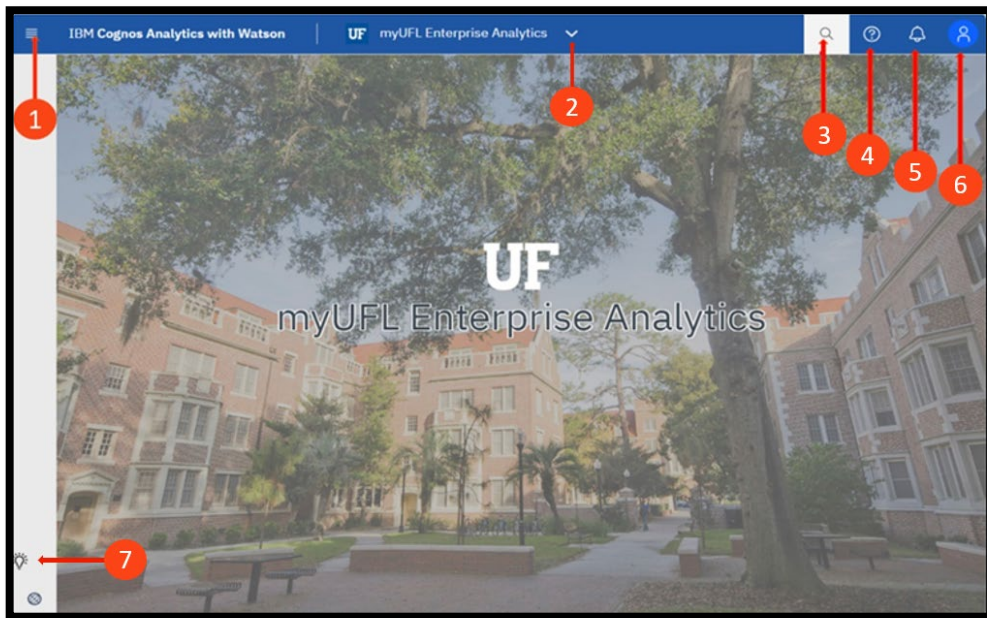 IBM Cognos Analytics with Watson
UF myUFL Enterprise Analytics
1
2
3
4
5
6
UF
myUFL Enterprise Analytics
7